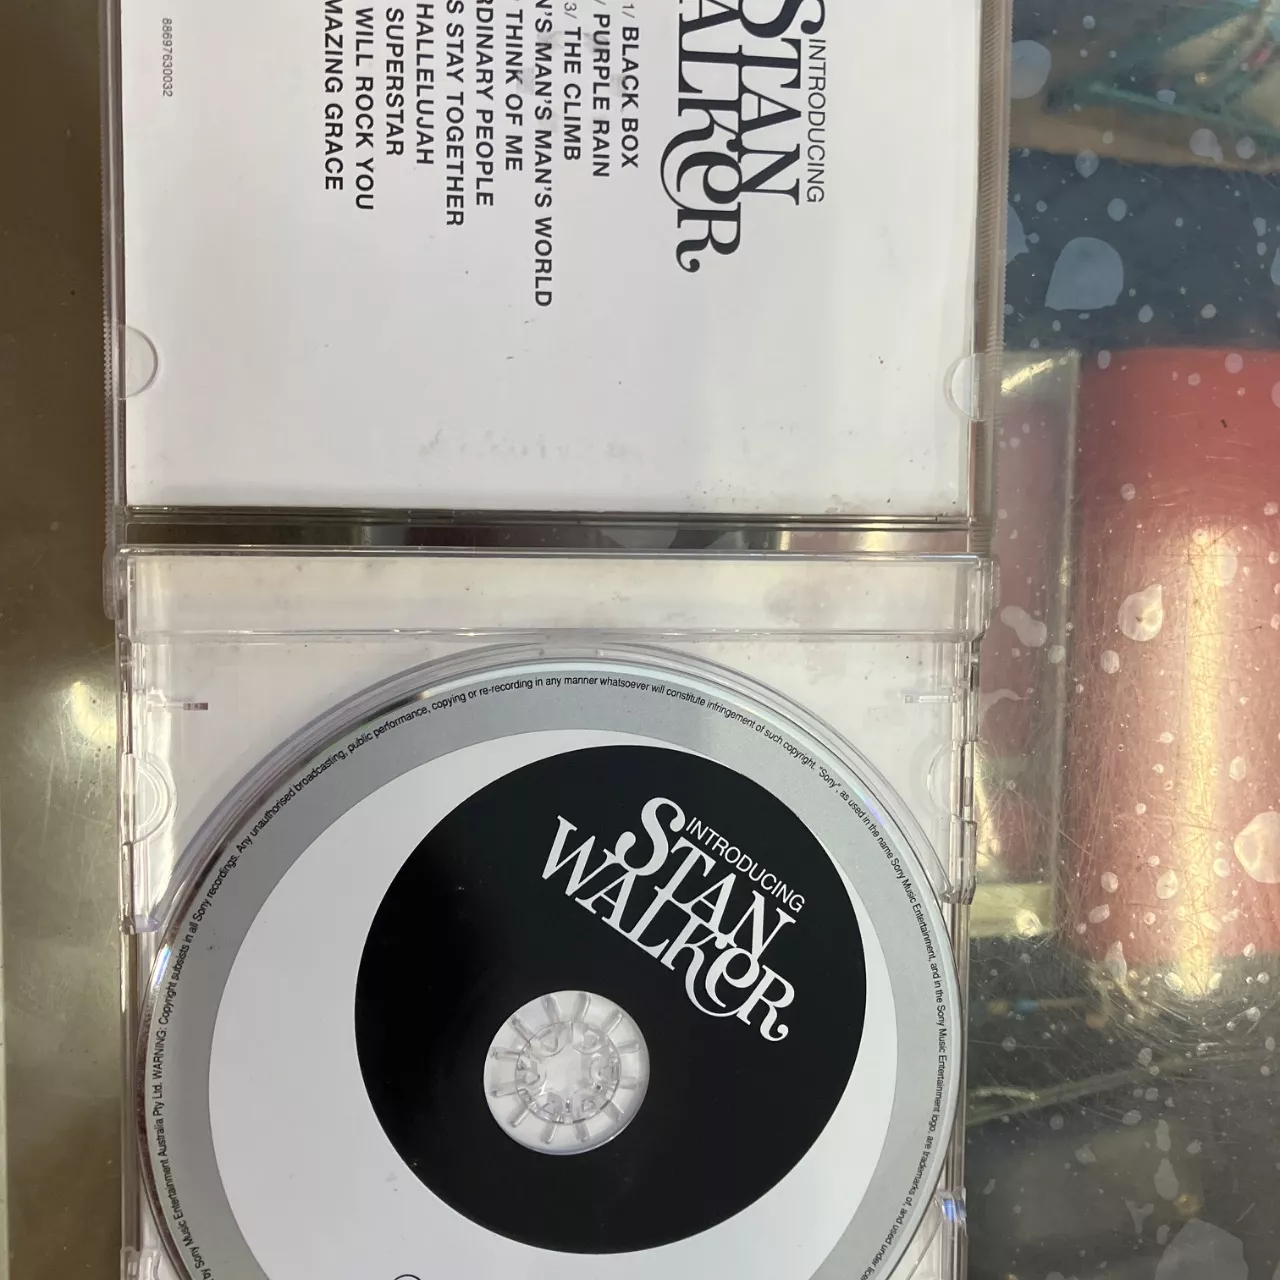 INTRODUCING
STAN
WALKER
1/ BLACK BOX
/ PURPLE RAIN
3/ THE CLIMB
MAN'S MAN'S WORLD
THINK OF ME
STAY TOGETHER
HALLELUJAH
SUPERSTAR
WILL ROCK YOU
GRACE
88697630032
INTRODUCING
STAN
WALKER
by Sony Music Entertainment Australia Pty Ltd. WARNING: Copyright subsists in all Sony recordings. Any unauthorised broadcasting, public performance, copying or re-recording in any manner whatsoever will constitute infringement of such copyright. "Sony", as used in the name Sony Music Entertainment, and in the Sony Music Entertainment logo, are trademarks of, and used under